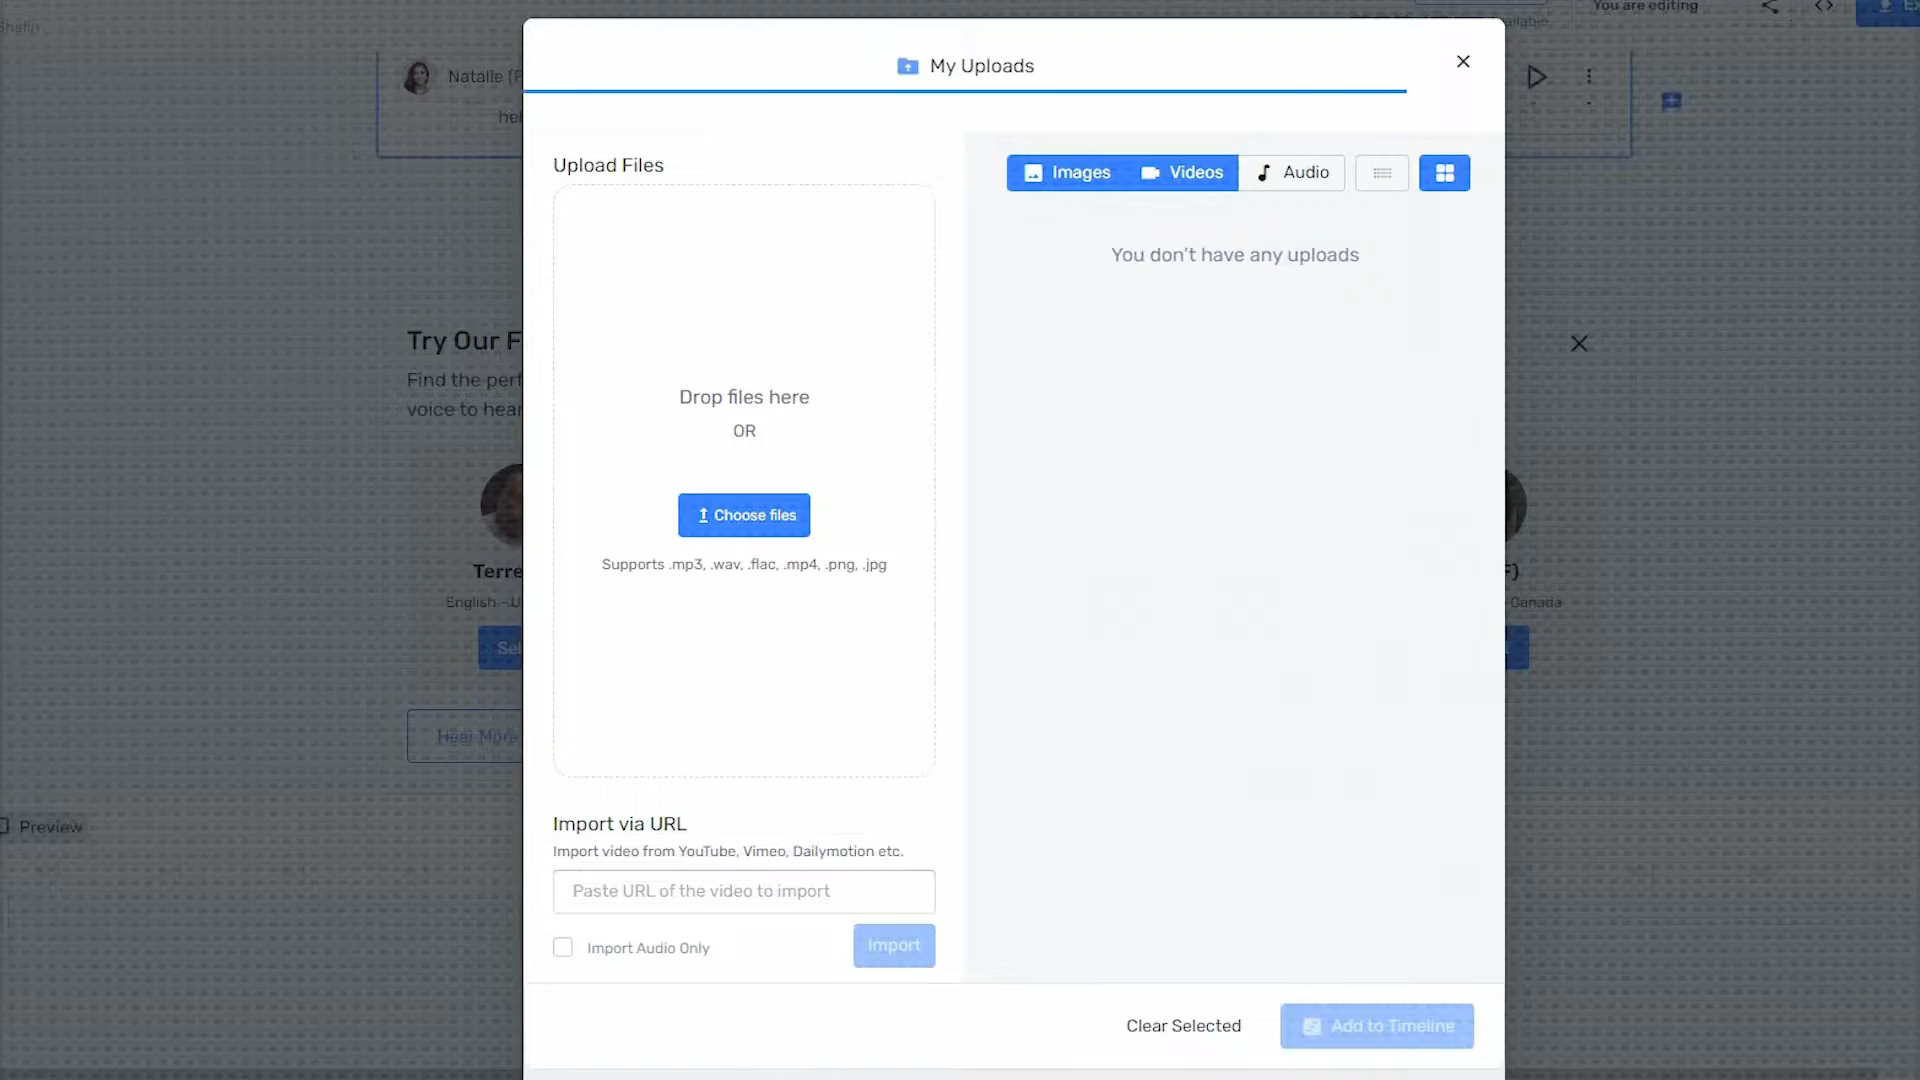 You are editing
My Uploads
Natalie (F
hel
Upload Files
Images
Videos
Audio
You don't have any uploads
Drop files here
OR
Choose files
Supports .mp3, .wav, .flac, .mp4, .png, .jpg
Try Our F
Find the perf
voice to hear
Terre
English - U
Sel
F)
Canada
Hear More
Preview
Import via URL
Import video from YouTube, Vimeo, Dailymotion etc.
Paste URL of the video to import
Import Audio Only
Import
Clear Selected
Add to Timeline